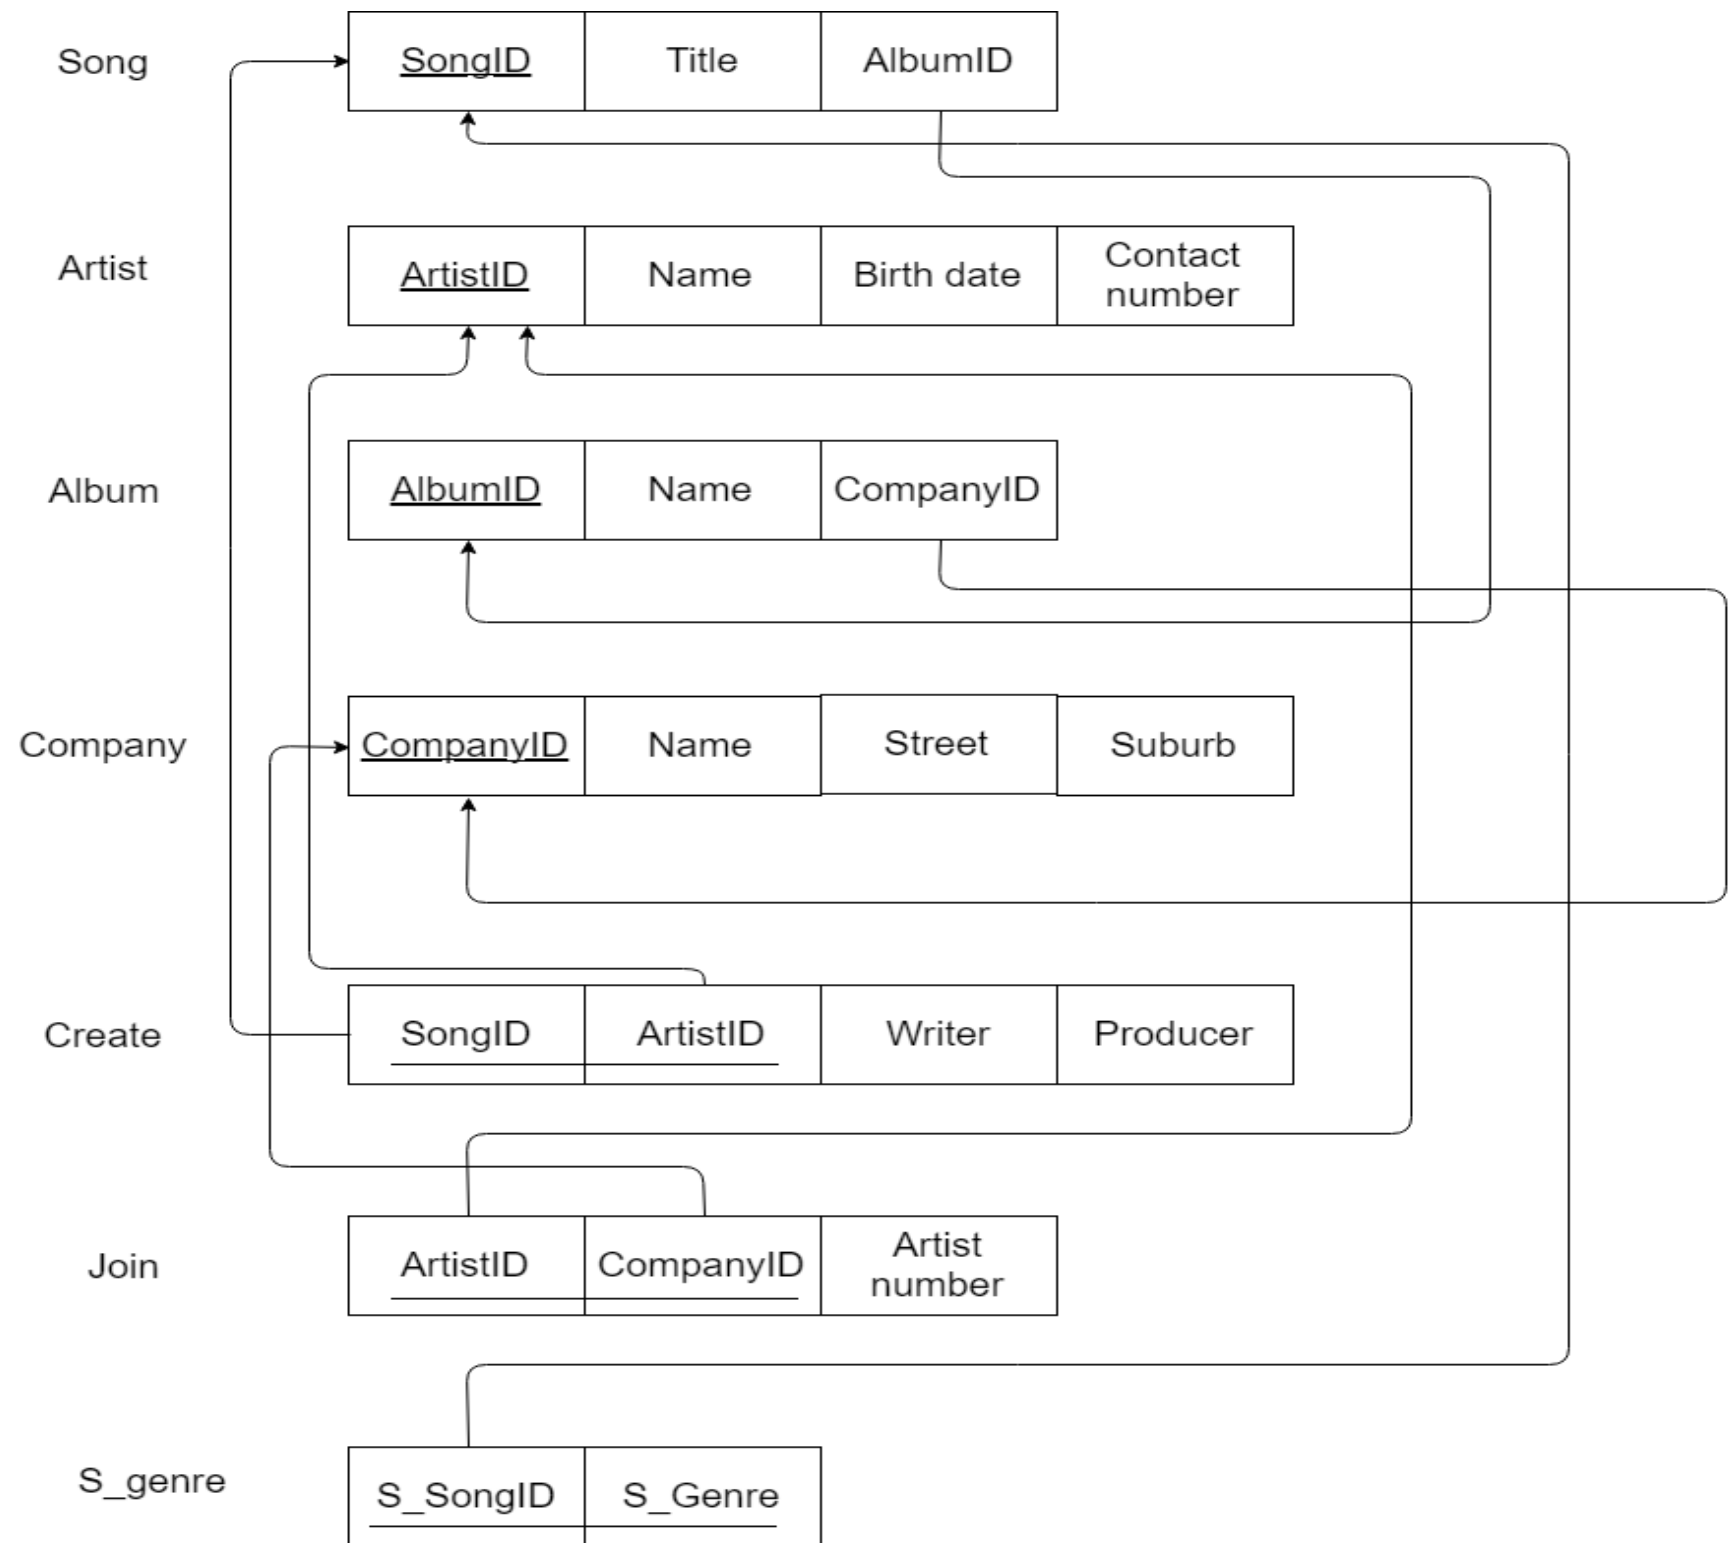 Song
SongID Title AlbumID
Artist
ArtistID Name Birth date Contact number
Album
AlbumID Name CompanyID
Company
CompanyID Name Street Suburb
Create
SongID ArtistID Writer Producer
Join
ArtistID CompanyID Artist number
S_genre
S_SongID S_Genre